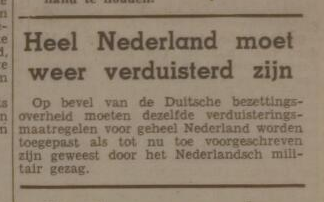 hand te houden.
Heel Nederland moet
weer verduisterd zijn
Op bevel van de Duitsche bezettings-
overheid moeten dezelfde verduisterings-
maatregelen voor geheel Nederland worden
toegepast als tot nu toe voorgeschreven
zijn geweest door het Nederlandsch mili-
tair gezag.